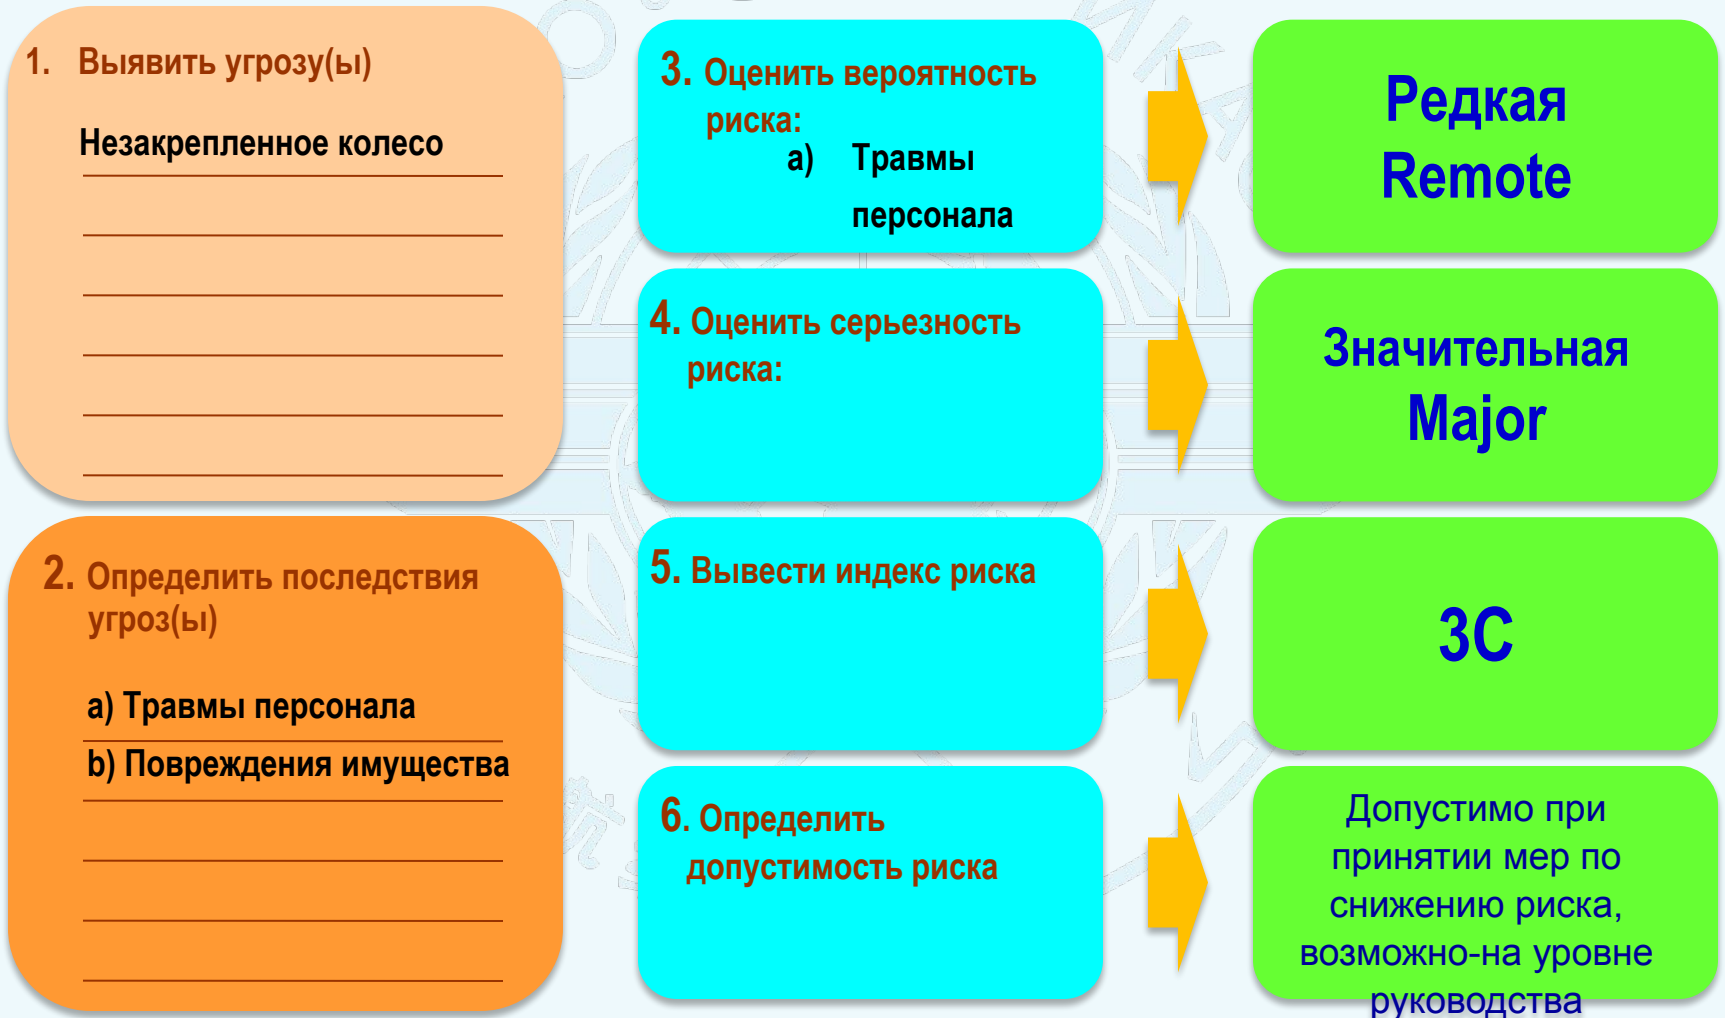 1. Выявить угрозу(ы)
Незакрепленное колесо
2. Определить последствия
угроз(ы)
a) Травмы персонала
b) Повреждения имущества
3. Оценить вероятность
риска:
a) Травмы
персонала
Редкая
Remote
4. Оценить серьезность
риска:
Значительная
Major
5. Вывести индекс риска
3C
6. Определить
допустимость риска
Допустимо при
принятии мер по
снижению риска,
возможно-на уровне
руководства